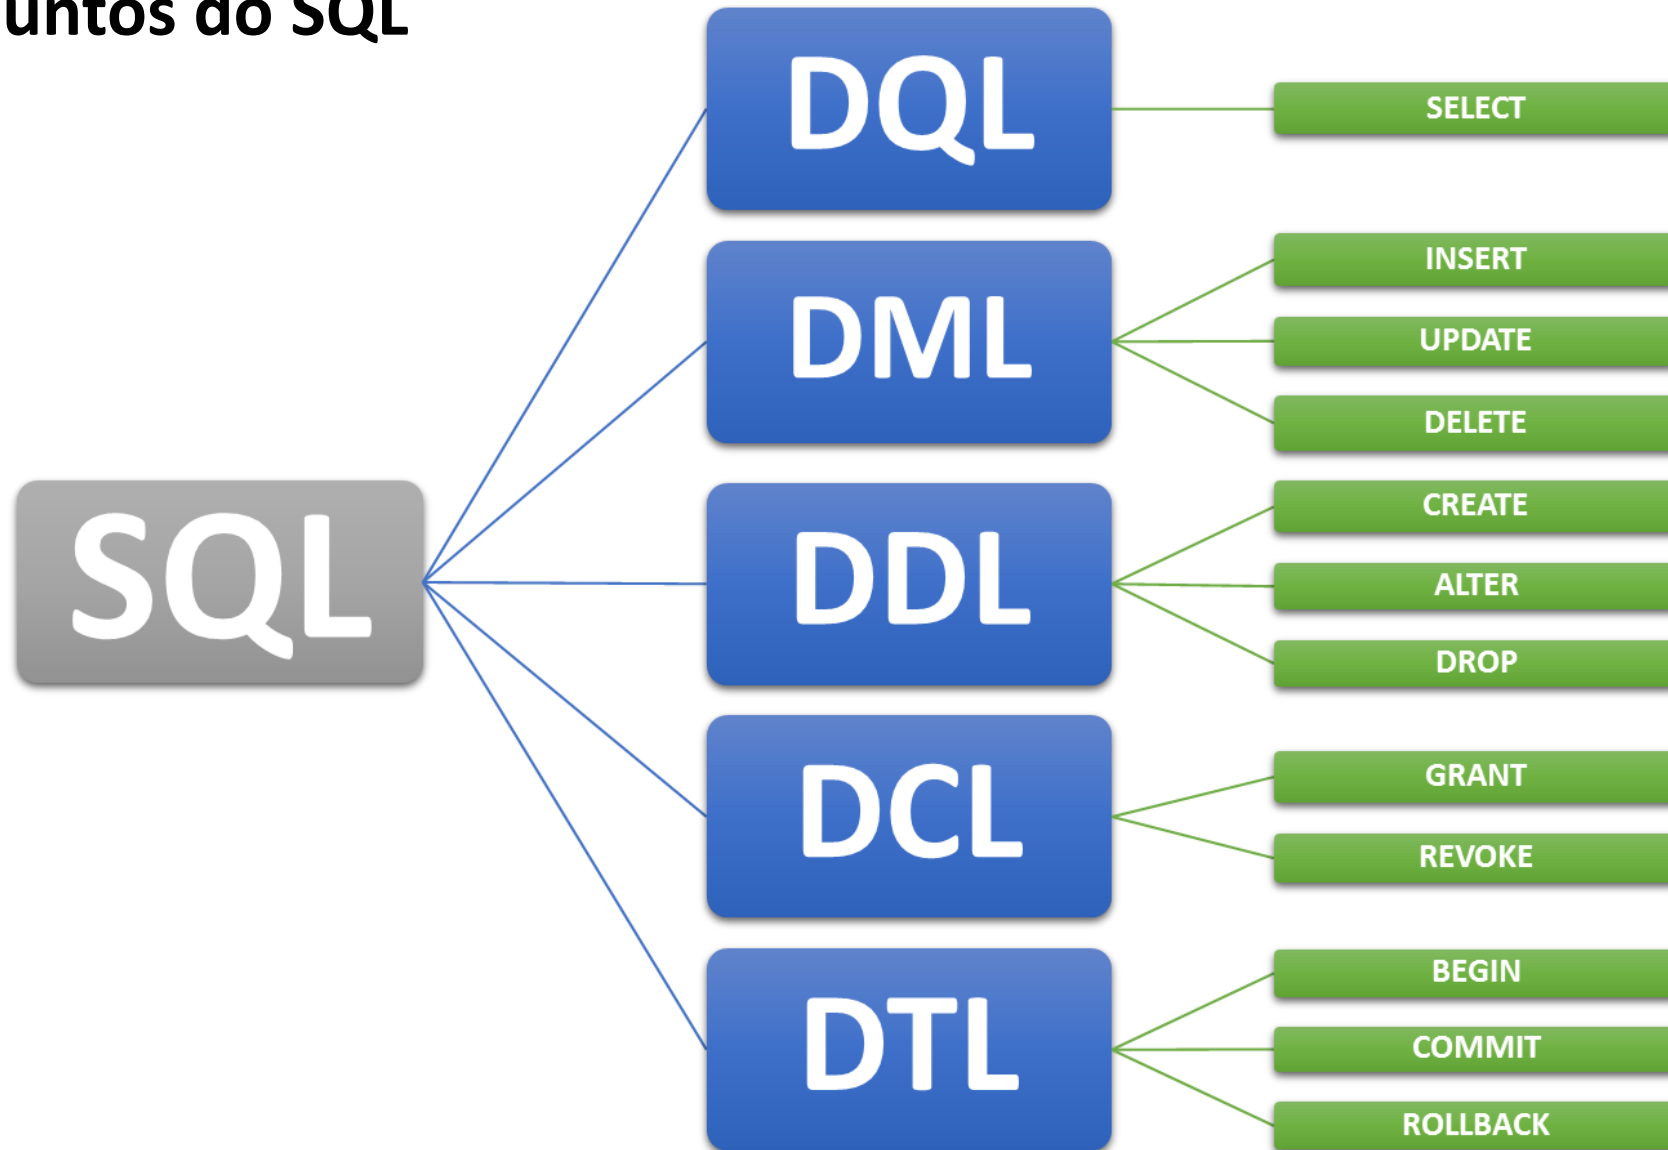 untos do SQL
SQL
DQL
SELECT
DML
INSERT
UPDATE
DELETE
DDL
CREATE
ALTER
DROP
DCL
GRANT
REVOKE
DTL
BEGIN
COMMIT
ROLLBACK